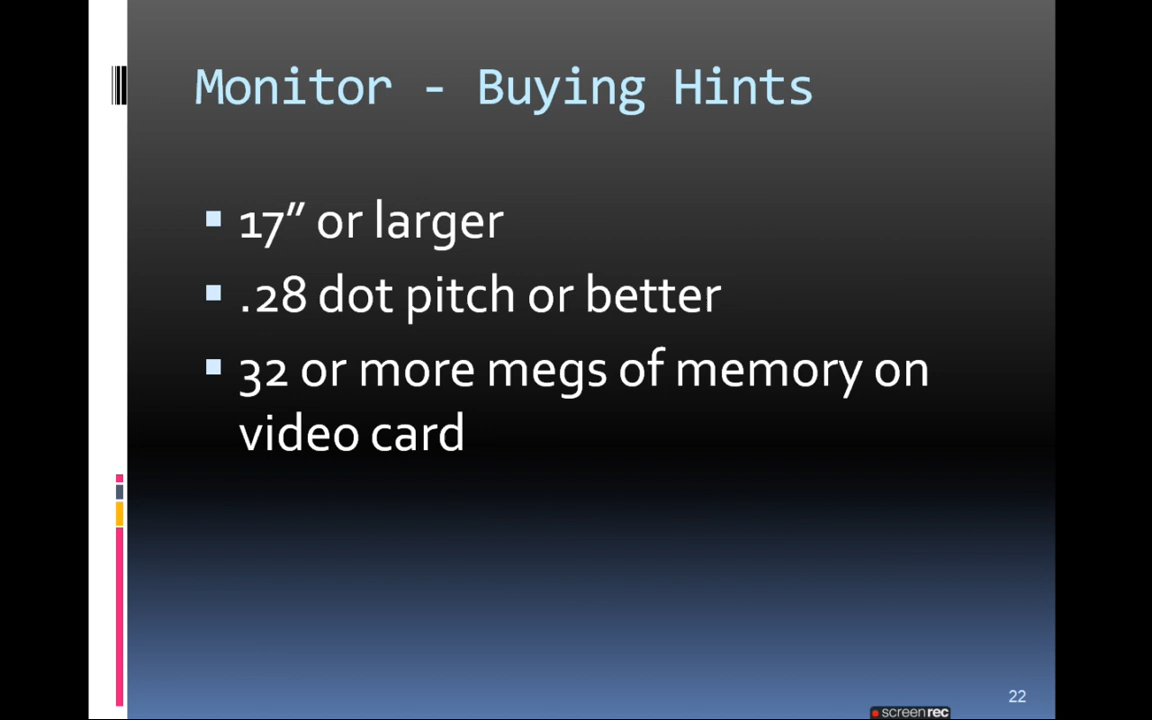 Monitor - Buying Hints
17” or larger
.28 dot pitch or better
32 or more megs of memory on
video card
22
screenrec